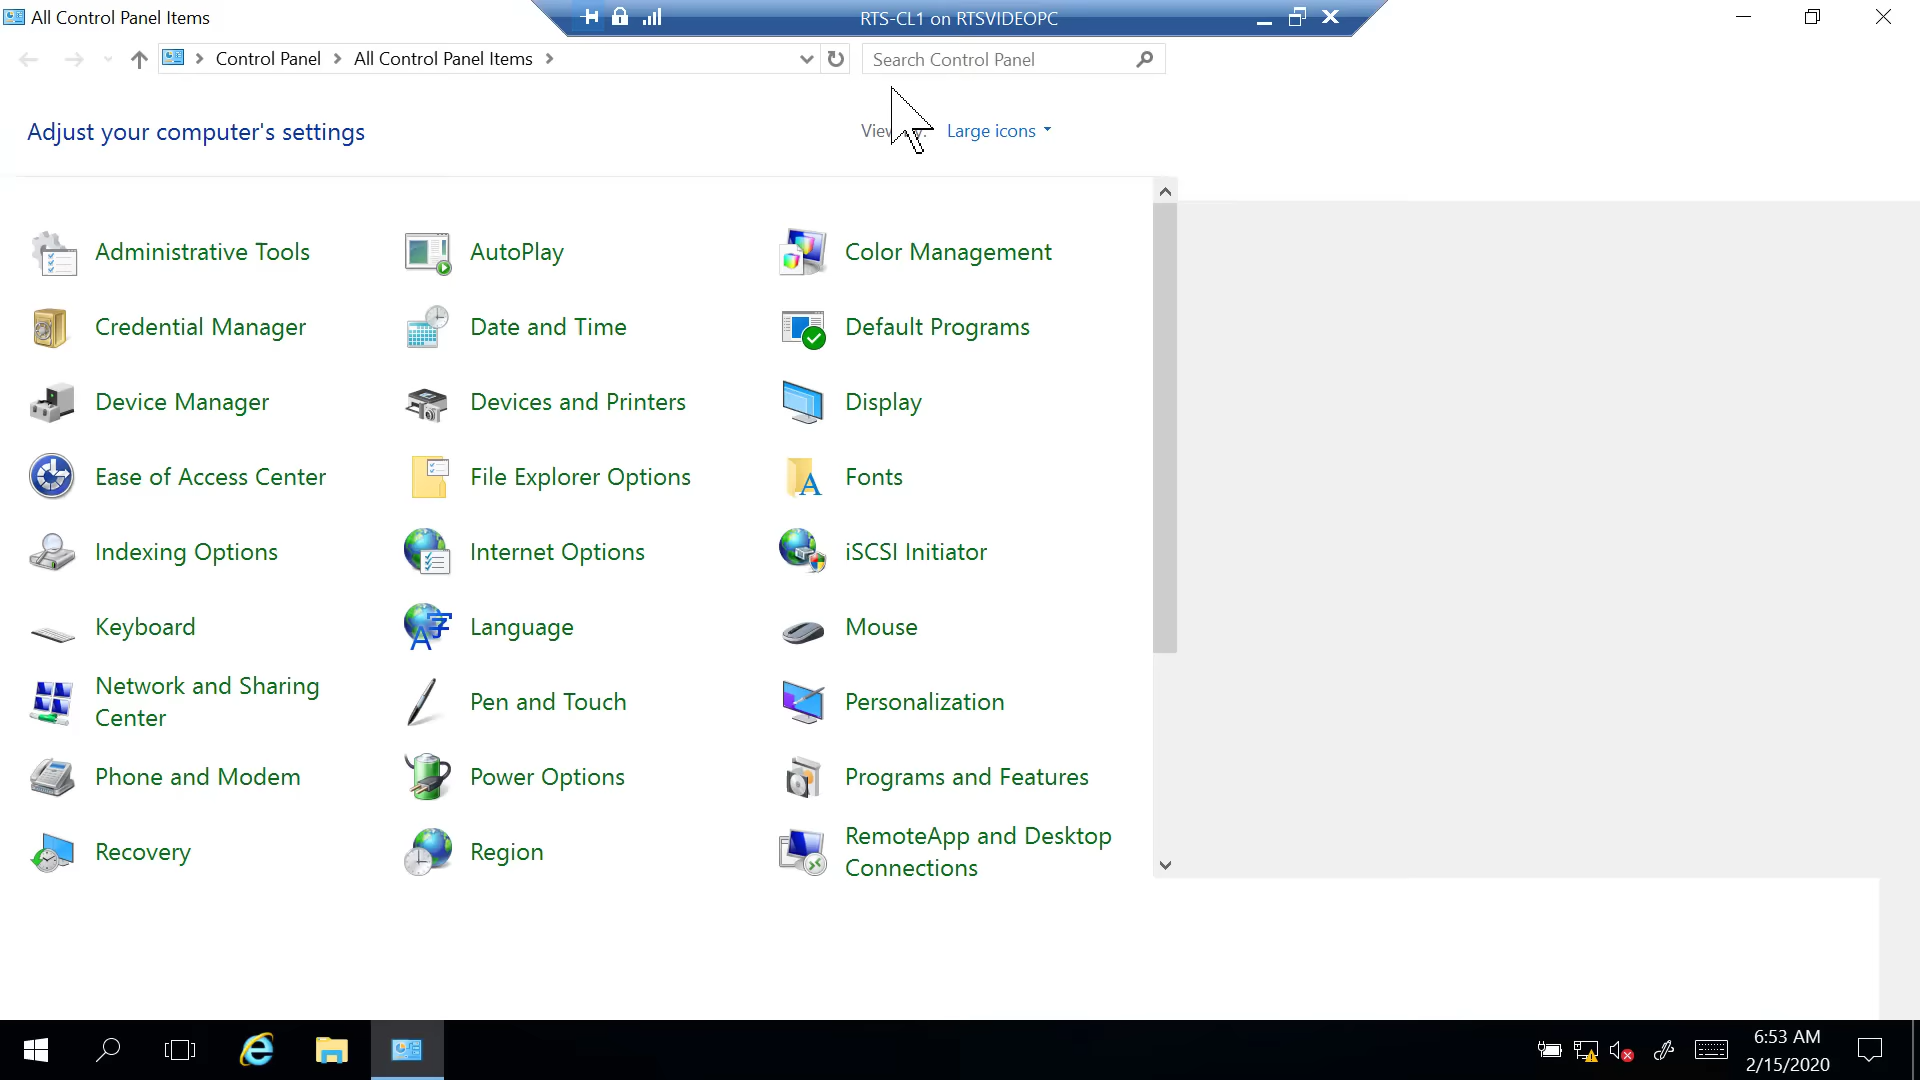 All Control Panel Items
RTS-CL1 on RTSVIDEOPC
Control Panel
All Control Panel Items
Search Control Panel
Adjust your computer's settings
Large icons
Administrative Tools
AutoPlay
Color Management
Credential Manager
Date and Time
Default Programs
Device Manager
Devices and Printers
Display
Ease of Access Center
File Explorer Options
Fonts
Indexing Options
Internet Options
iSCSI Initiator
Keyboard
Language
Mouse
Network and Sharing
Center
Pen and Touch
Personalization
Phone and Modem
Power Options
Programs and Features
Recovery
Region
RemoteApp and Desktop
Connections
6:53 AM
2/15/2020